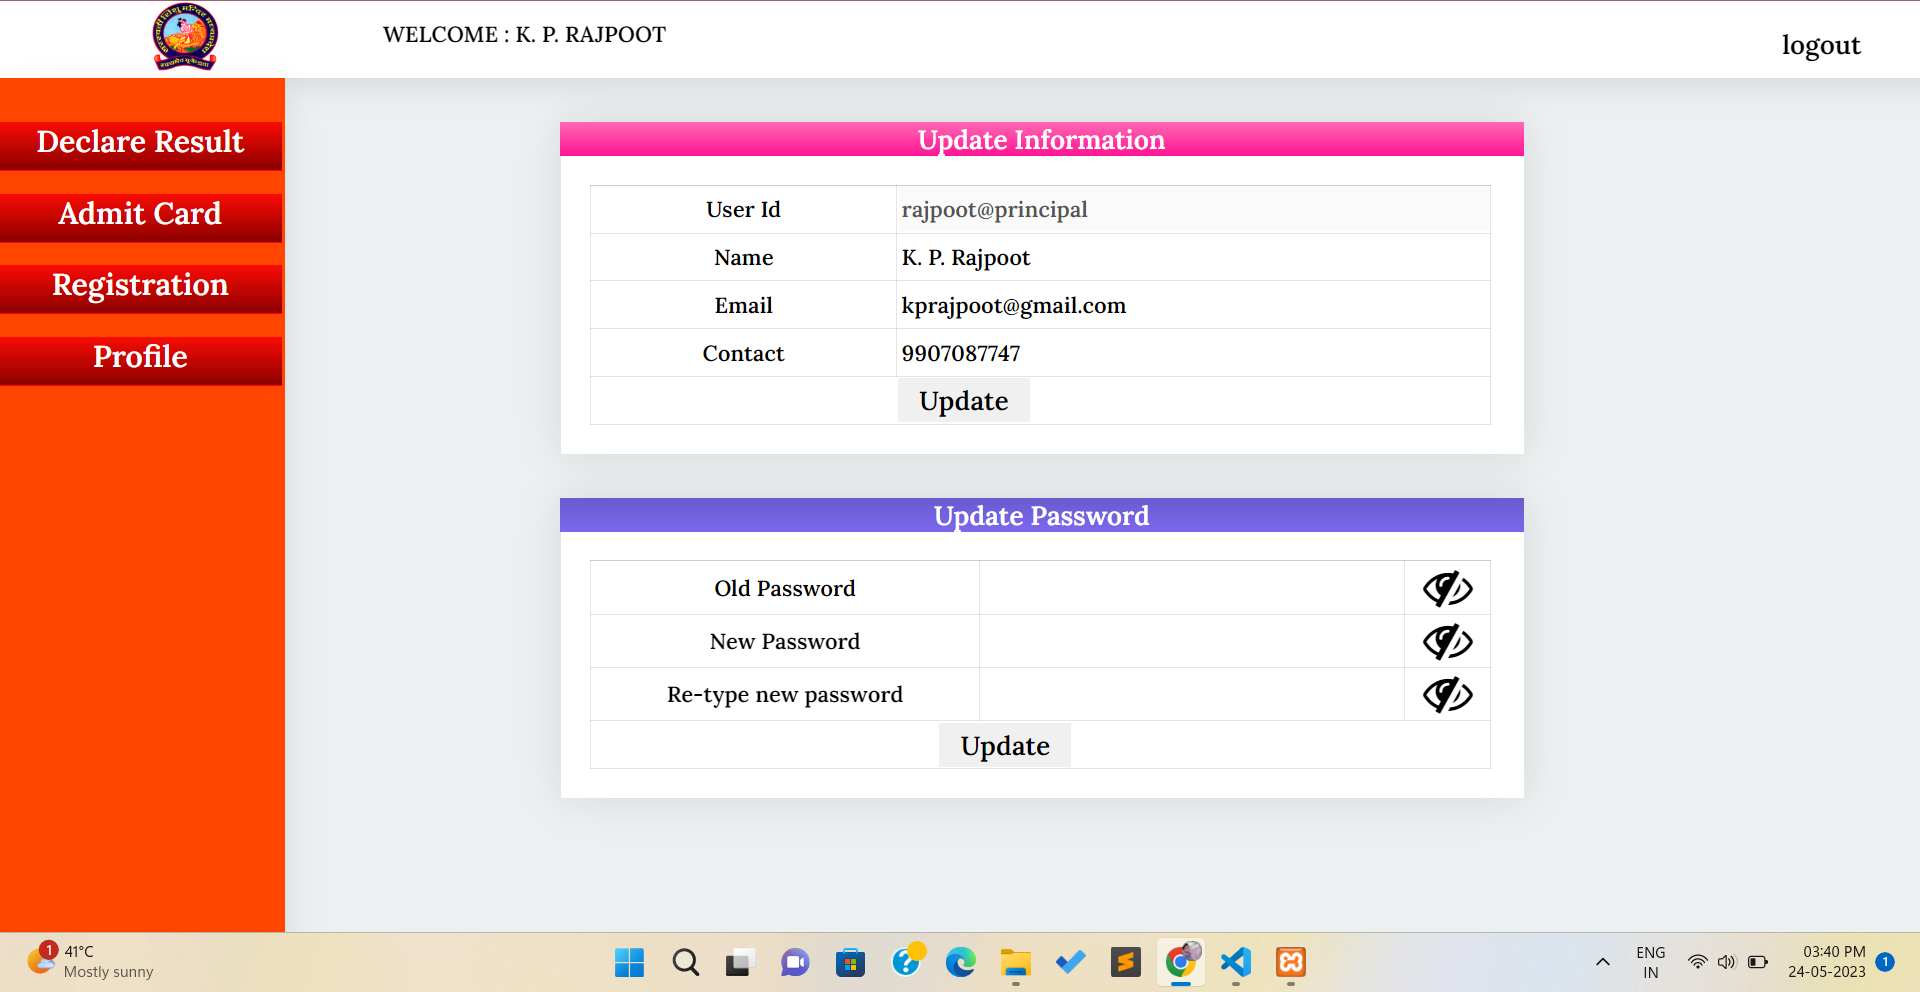 WELCOME : K. P. RAJPOOT
logout
Declare Result
Admit Card
Registration
Profile
Update Information
User Id rajpoot@principal
Name K. P. Rajpoot
Email kprajpoot@gmail.com
Contact 9907087747
Update
Update Password
Old Password
New Password
Re-type new password
Update
1
41°C
Mostly sunny
ENG
IN
03:40 PM
24-05-2023
1